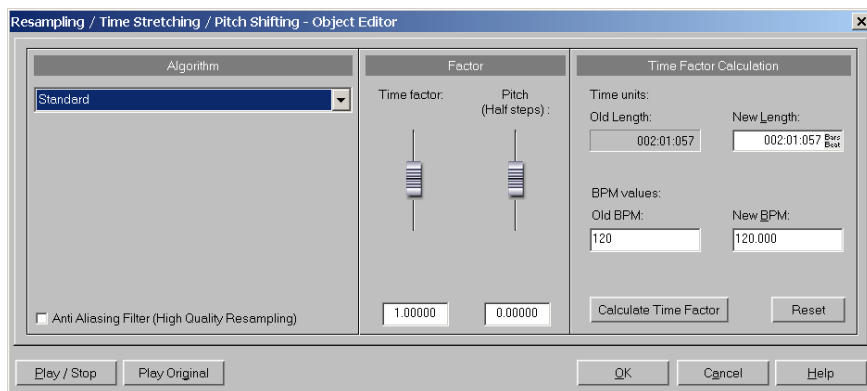 Resampling / Time Stretching / Pitch Shifting - Object Editor
Algorithm
Standard
Anti Aliasing Filter (High Quality Resampling)
Factor
Time factor:
Pitch
(Half steps) :
1.00000
0.00000
Time Factor Calculation
Time units:
Old Length:
New Length:
002:01:057
002:01:057 Bars
Beat
BPM values:
Old BPM:
New BPM:
120
120.000
Calculate Time Factor
Reset
Play / Stop
Play Original
OK
Cancel
Help